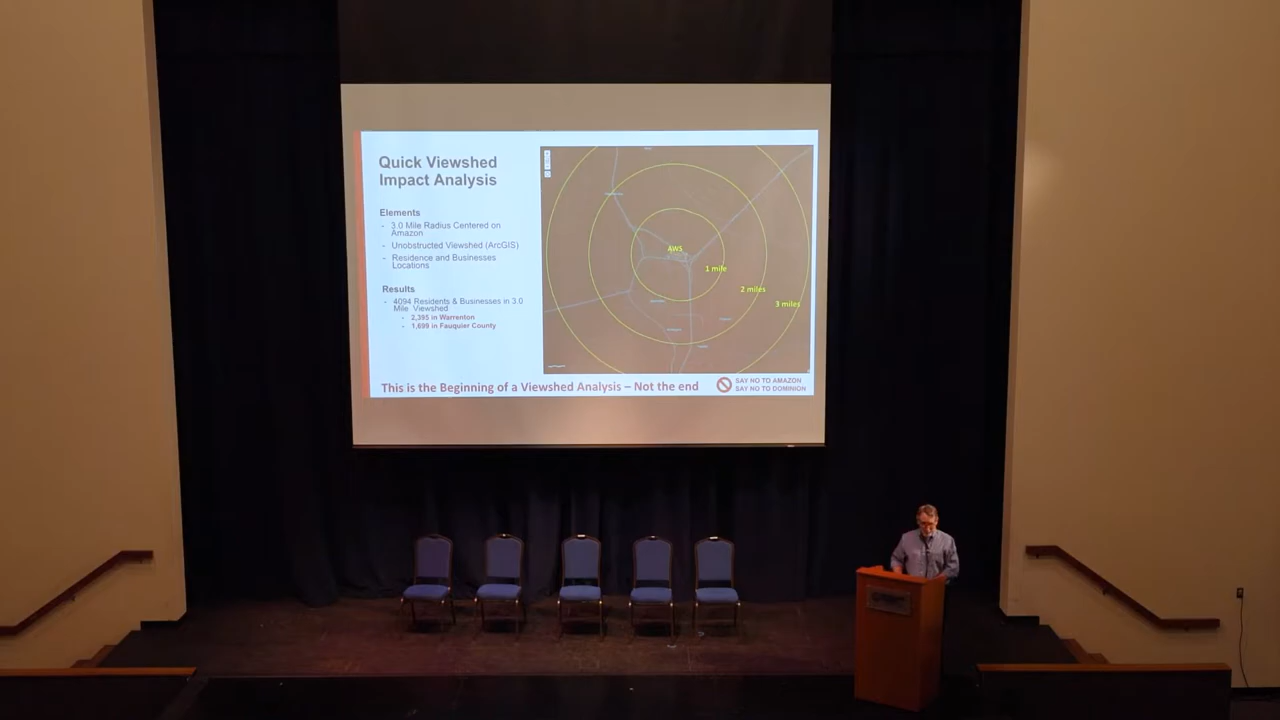 Quick Viewshed
Impact Analysis
Elements
- 3.0 Mile Radius Centered on
Amazon
- Unobstructed Viewshed (ArcGIS)
- Residence and Businesses
Locations
Results
- 4094 Residents & Businesses in 3.0
Mile Viewshed
- 2,395 in Warrenton
- 1,699 in Fauquier County
AWS
1 mile
2 miles
3 miles
This is the Beginning of a Viewshed Analysis – Not the end
SAY NO TO AMAZON
SAY NO TO DOMINION